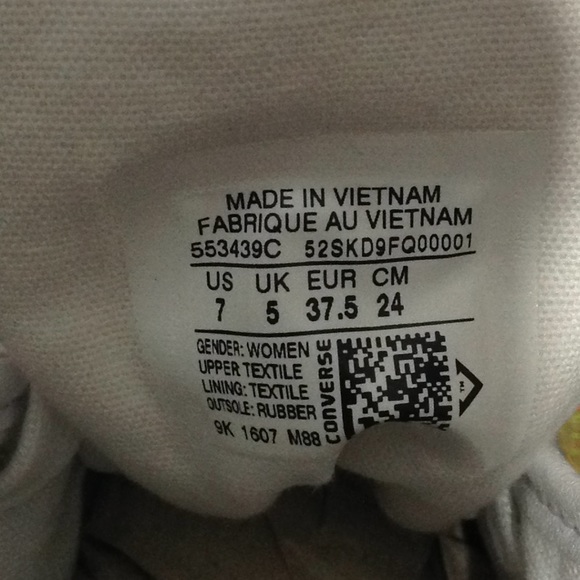 MADE IN VIETNAM
FABRIQUE AU VIETNAM
553439C 52SKD9FQ00001
US UK EUR CM
7 5 37.5 24
GENDER: WOMEN
UPPER TEXTILE
LINING: TEXTILE
OUTSOLE: RUBBER
9K 1607 M88
CONVERSE
™